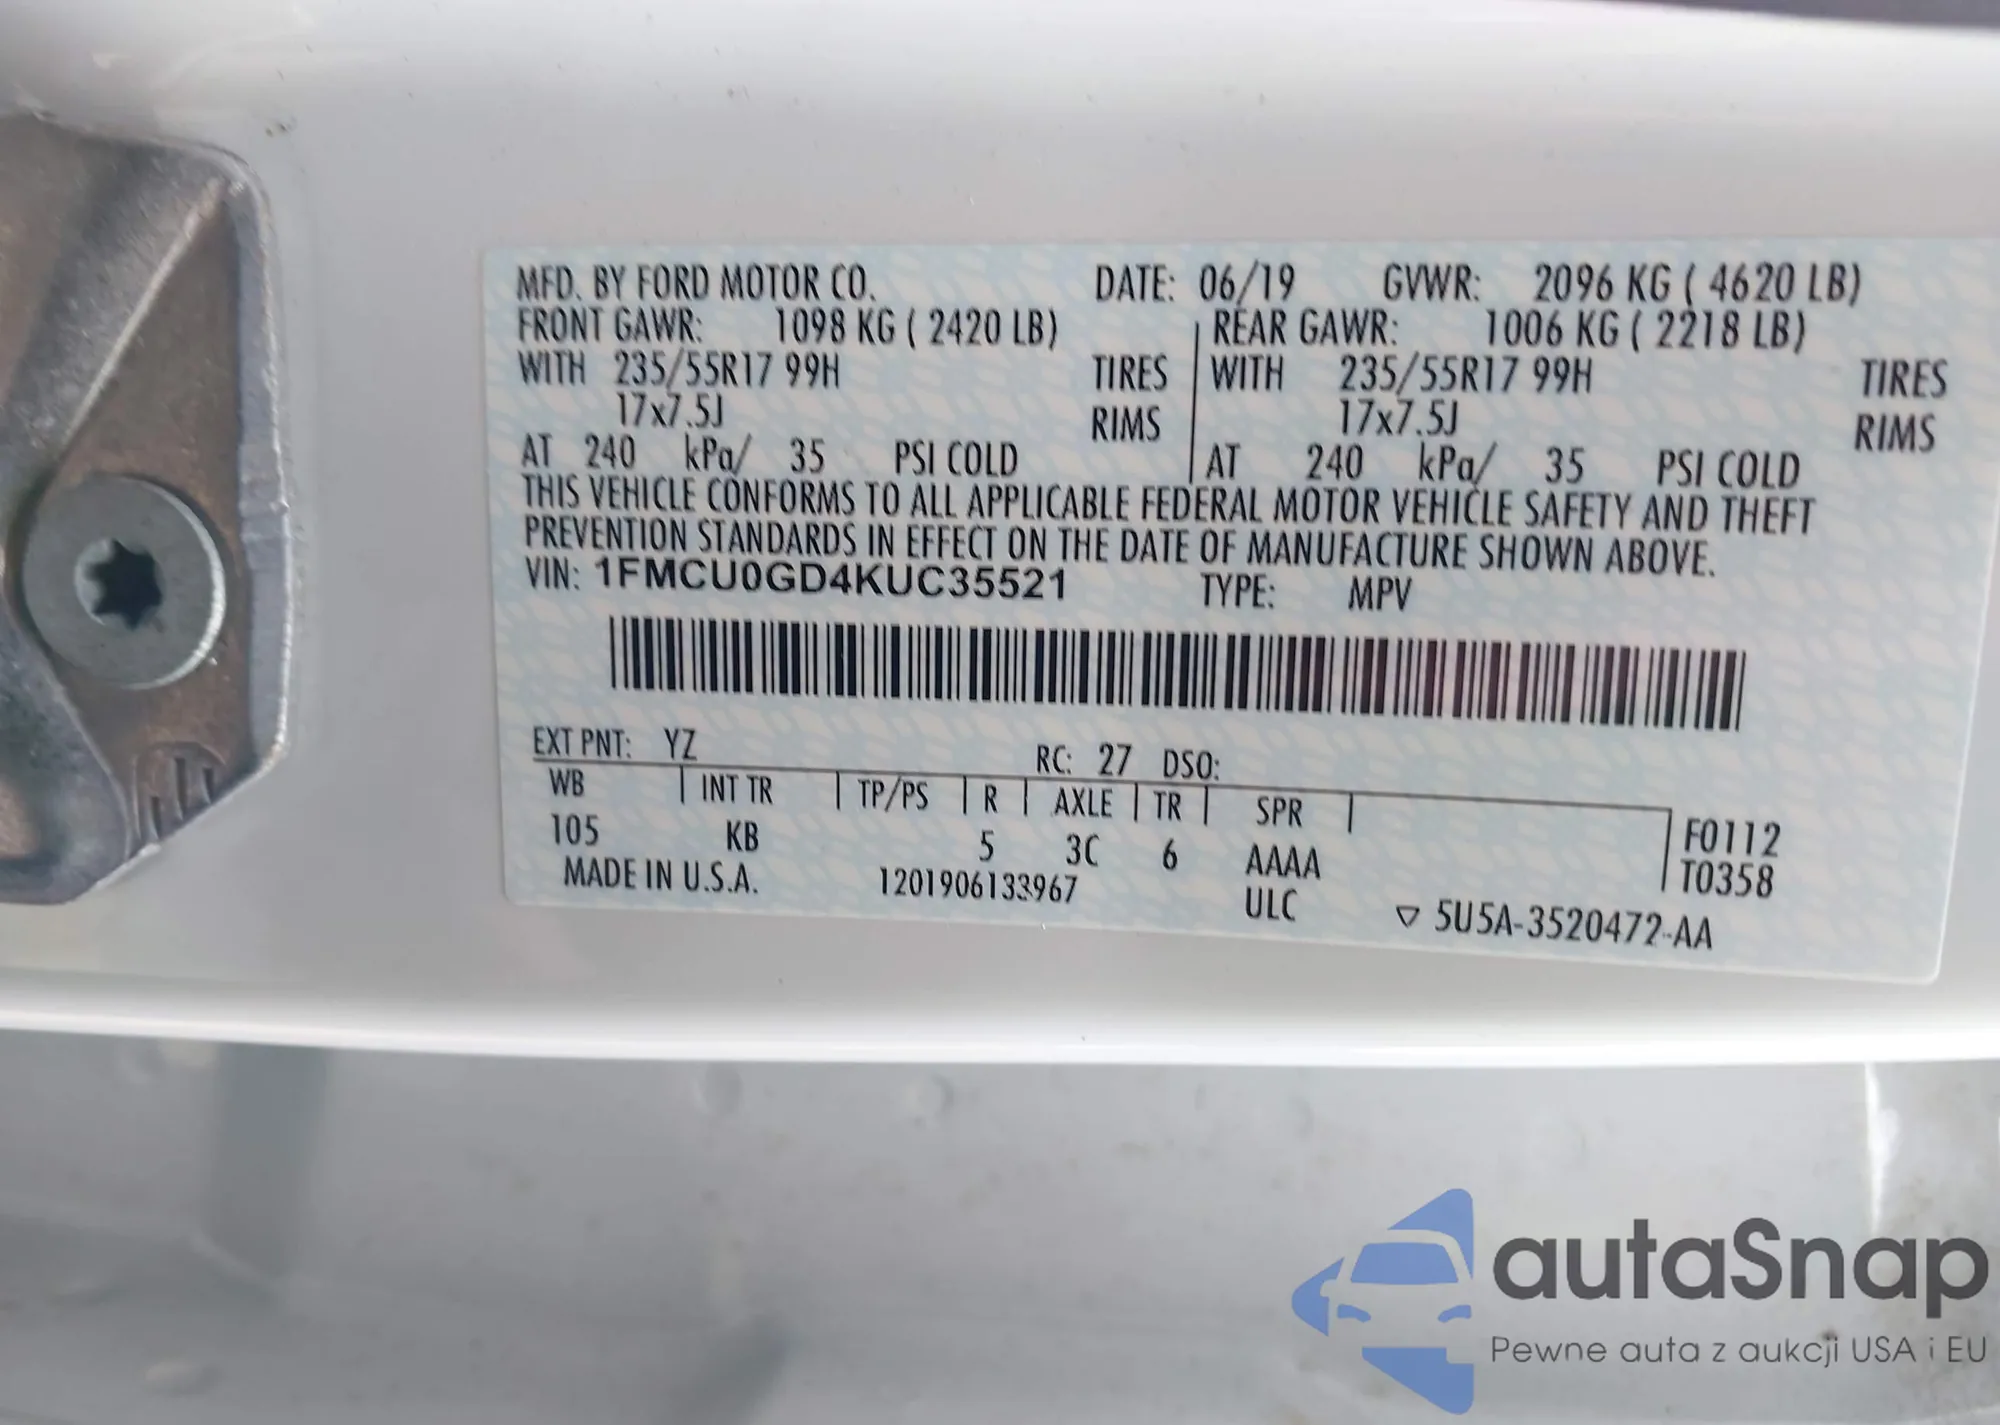 MFD. BY FORD MOTOR CO. DATE: 06/19 GVWR: 2096 KG ( 4620 LB)
FRONT GAWR: 1098 KG ( 2420 LB) REAR GAWR: 1006 KG ( 2218 LB)
WITH 235/55R17 99H TIRES WITH 235/55R17 99H TIRES
17x7.5J RIMS 17x7.5J RIMS
AT 240 kPa/ 35 PSI COLD AT 240 kPa/ 35 PSI COLD
THIS VEHICLE CONFORMS TO ALL APPLICABLE FEDERAL MOTOR VEHICLE SAFETY AND THEFT
PREVENTION STANDARDS IN EFFECT ON THE DATE OF MANUFACTURE SHOWN ABOVE.
VIN: 1FMCU0GD4KUC35521 TYPE: MPV
EXT PNT: YZ RC: 27 DSO:
WB INT TR TP/PS R AXLE TR SPR
105 KB 5 3C 6 AAAA F0112
T0358
MADE IN U.S.A. 1201906133967 ULC ▽ 5U5A-3520472-AA
autaSnap
Pewne auta z aukcji USA i EU